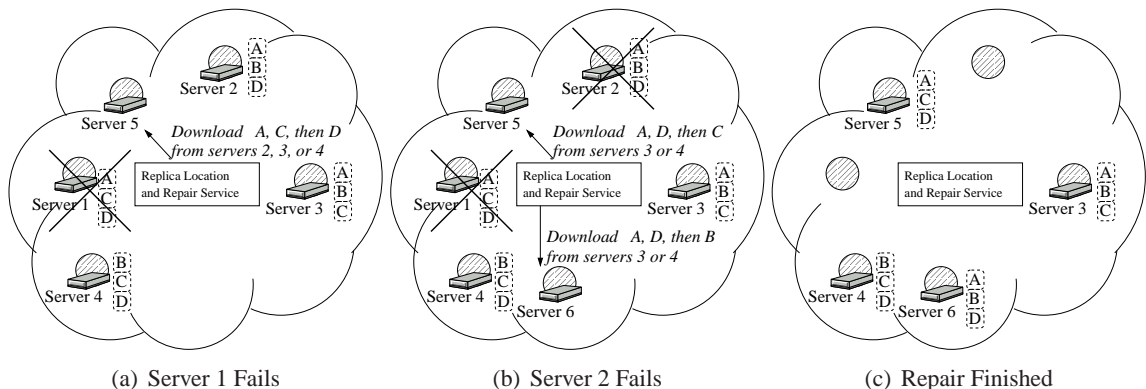 A
B
D
Server 2
Server 5
Download A, C, then D
from servers 2, 3, or 4
Replica Location
and Repair Service
A
C
D
Server 1
A
B
C
Server 3
B
C
D
Server 4
(a) Server 1 Fails
A
B
D
Server 2
Server 5
Download A, D, then C
from servers 3 or 4
Replica Location
and Repair Service
A
C
D
Server 1
A
B
C
Server 3
Download A, D, then B
from servers 3 or 4
B
C
D
Server 4
Server 6
(b) Server 2 Fails
A
C
D
Server 5
Replica Location
and Repair Service
A
B
C
Server 3
B
C
D
Server 4
A
B
D
Server 6
(c) Repair Finished